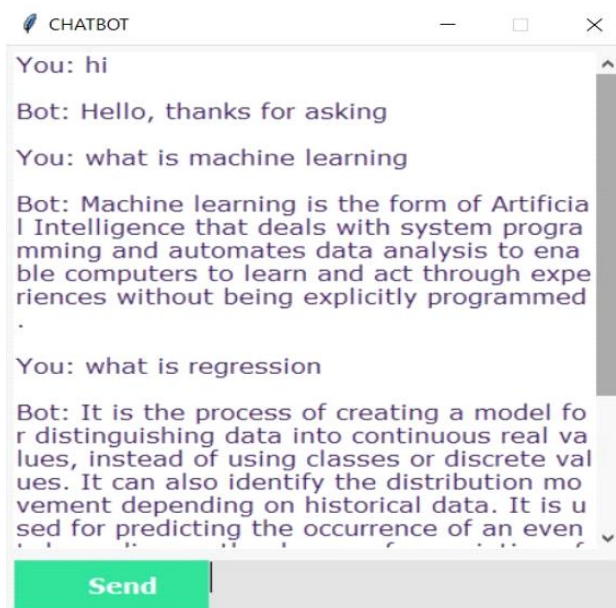 CHATBOT
You: hi
Bot: Hello, thanks for asking
You: what is machine learning
Bot: Machine learning is the form of Artificia
l Intelligence that deals with system progra
mming and automates data analysis to ena
ble computers to learn and act through expe
riences without being explicitly programmed
.
You: what is regression
Bot: It is the process of creating a model fo
r distinguishing data into continuous real va
lues, instead of using classes or discrete val
ues. It can also identify the distribution mo
vement depending on historical data. It is u
sed for predicting the occurrence of an even
Send